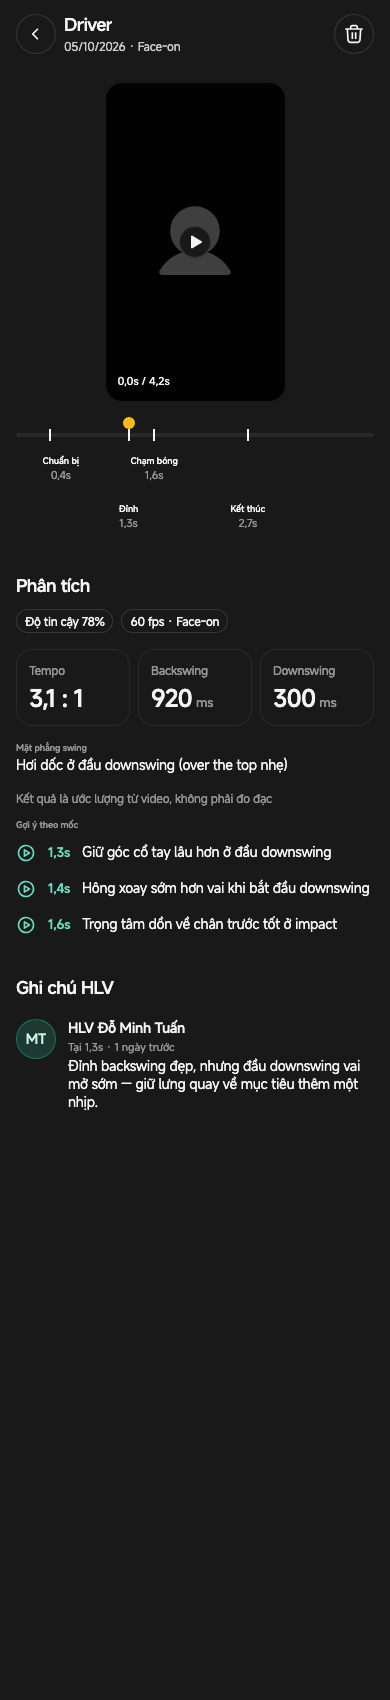 Driver
05/10/2026 · Face-on
0,0s / 4,2s
Chuẩn bị
0,4s
Chạm bóng
1,6s
Đỉnh
1,3s
Kết thúc
2,7s
Phân tích
Độ tin cậy 78%
60 fps · Face-on
Tempo
3,1 : 1
Backswing
920 ms
Downswing
300 ms
Mặt phẳng swing
Hơi dốc ở đầu downswing (over the top nhẹ)
Kết quả là ước lượng từ video, không phải đo đạc
Gợi ý theo mốc
1,3s Giữ góc cổ tay lâu hơn ở đầu downswing
1,4s Hông xoay sớm hơn vai khi bắt đầu downswing
1,6s Trọng tâm dồn về chân trước tốt ở impact
Ghi chú HLV
MT
HLV Đỗ Minh Tuấn
Tại 1,3s · 1 ngày trước
Đỉnh backswing đẹp, nhưng đầu downswing vai
mở sớm — giữ lưng quay về mục tiêu thêm một
nhịp.